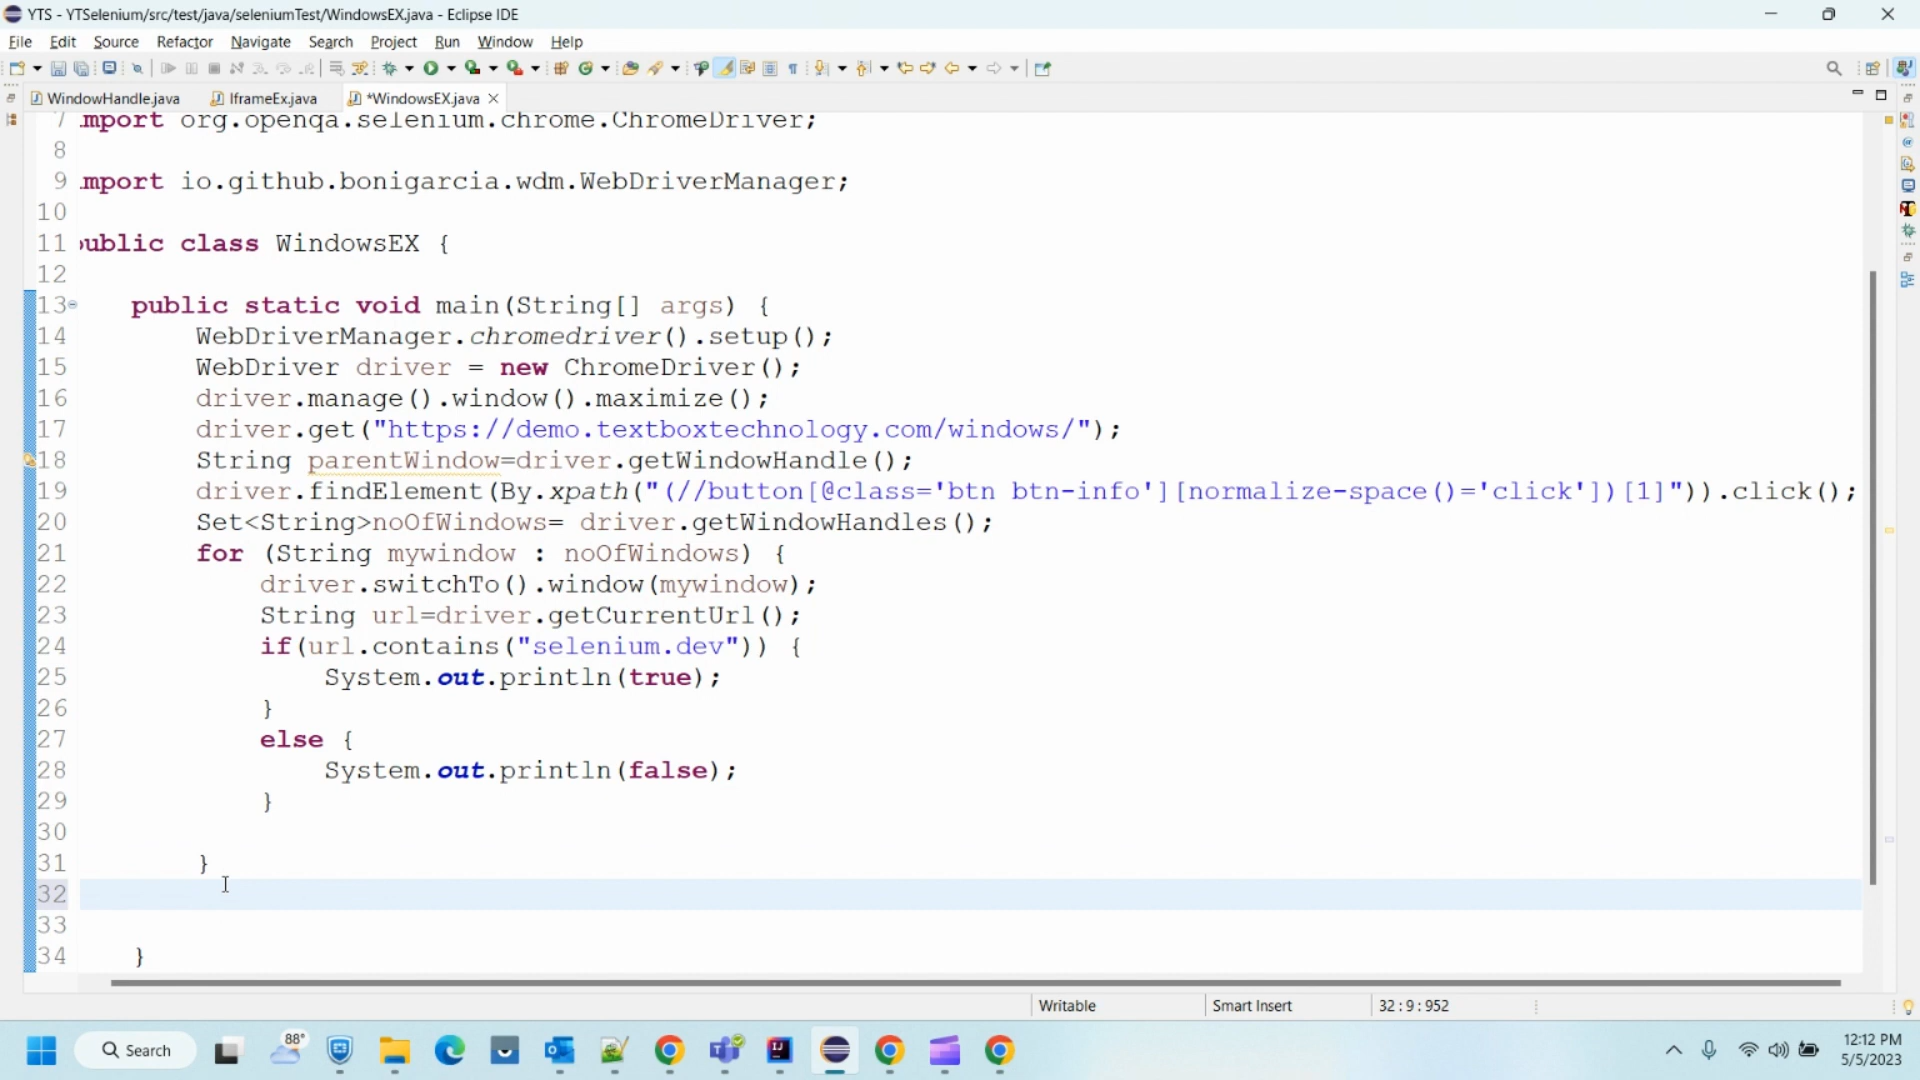 YTS - YTSelenium/src/test/java/seleniumTest/WindowsEX.java - Eclipse IDE
File Edit Source Refactor Navigate Search Project Run Window Help
WindowHandle.java IframeEx.java *WindowsEX.java
7 mport org.openqa.selenium.chrome.ChromeDriver;
8
9 mport io.github.bonigarcia.wdm.WebDriverManager;
10
11 public class WindowsEX {
12
13 public static void main(String[] args) {
14 WebDriverManager.chromedriver().setup();
15 WebDriver driver = new ChromeDriver();
16 driver.manage().window().maximize();
17 driver.get("https://demo.textboxtechnology.com/windows/");
18 String parentWindow=driver.getWindowHandle();
19 driver.findElement(By.xpath("(//button[@class='btn btn-info'][normalize-space()='click'])[1]")).click();
20 Set<String>noOfWindows= driver.getWindowHandles();
21 for (String mywindow : noOfWindows) {
22 driver.switchTo().window(mywindow);
23 String url=driver.getCurrentUrl();
24 if(url.contains("selenium.dev")) {
25 System.out.println(true);
26 }
27 else {
28 System.out.println(false);
29 }
30
31 }
32
33
34 }
Writable Smart Insert 32 : 9 : 952
Search 88° 12:12 PM
5/5/2023